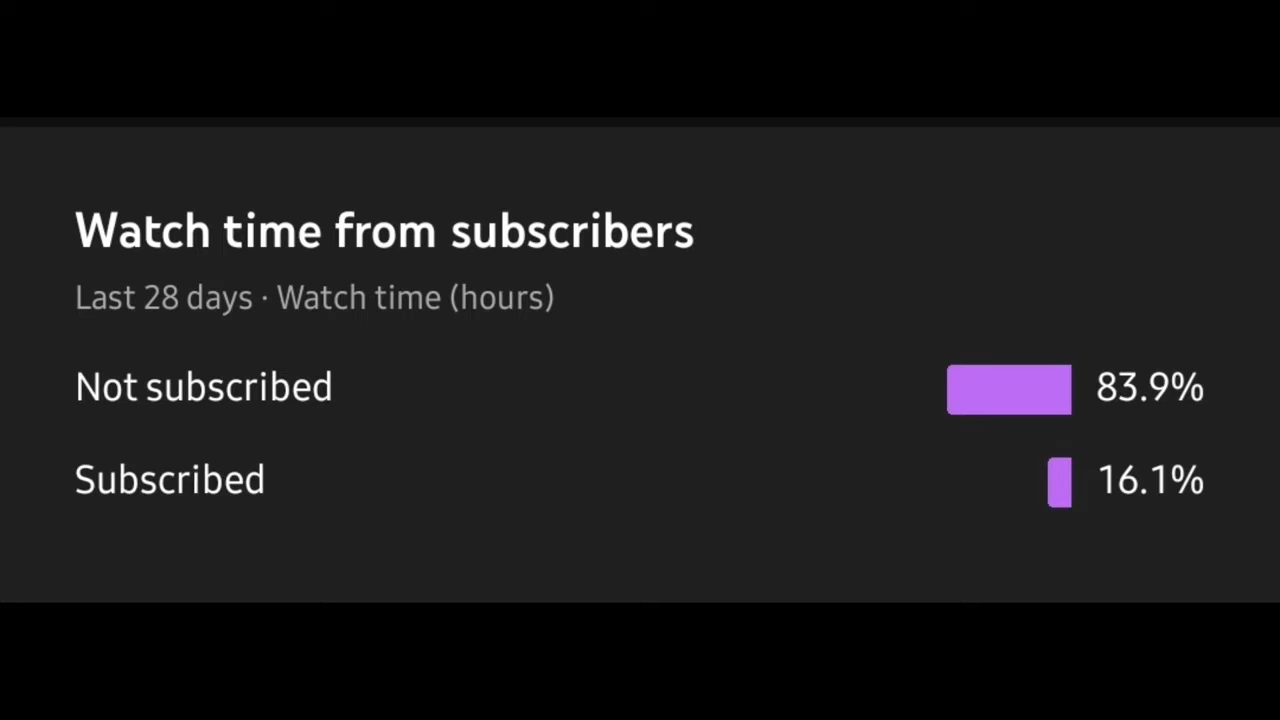 Watch time from subscribers
Last 28 days · Watch time (hours)
Not subscribed 83.9%
Subscribed 16.1%